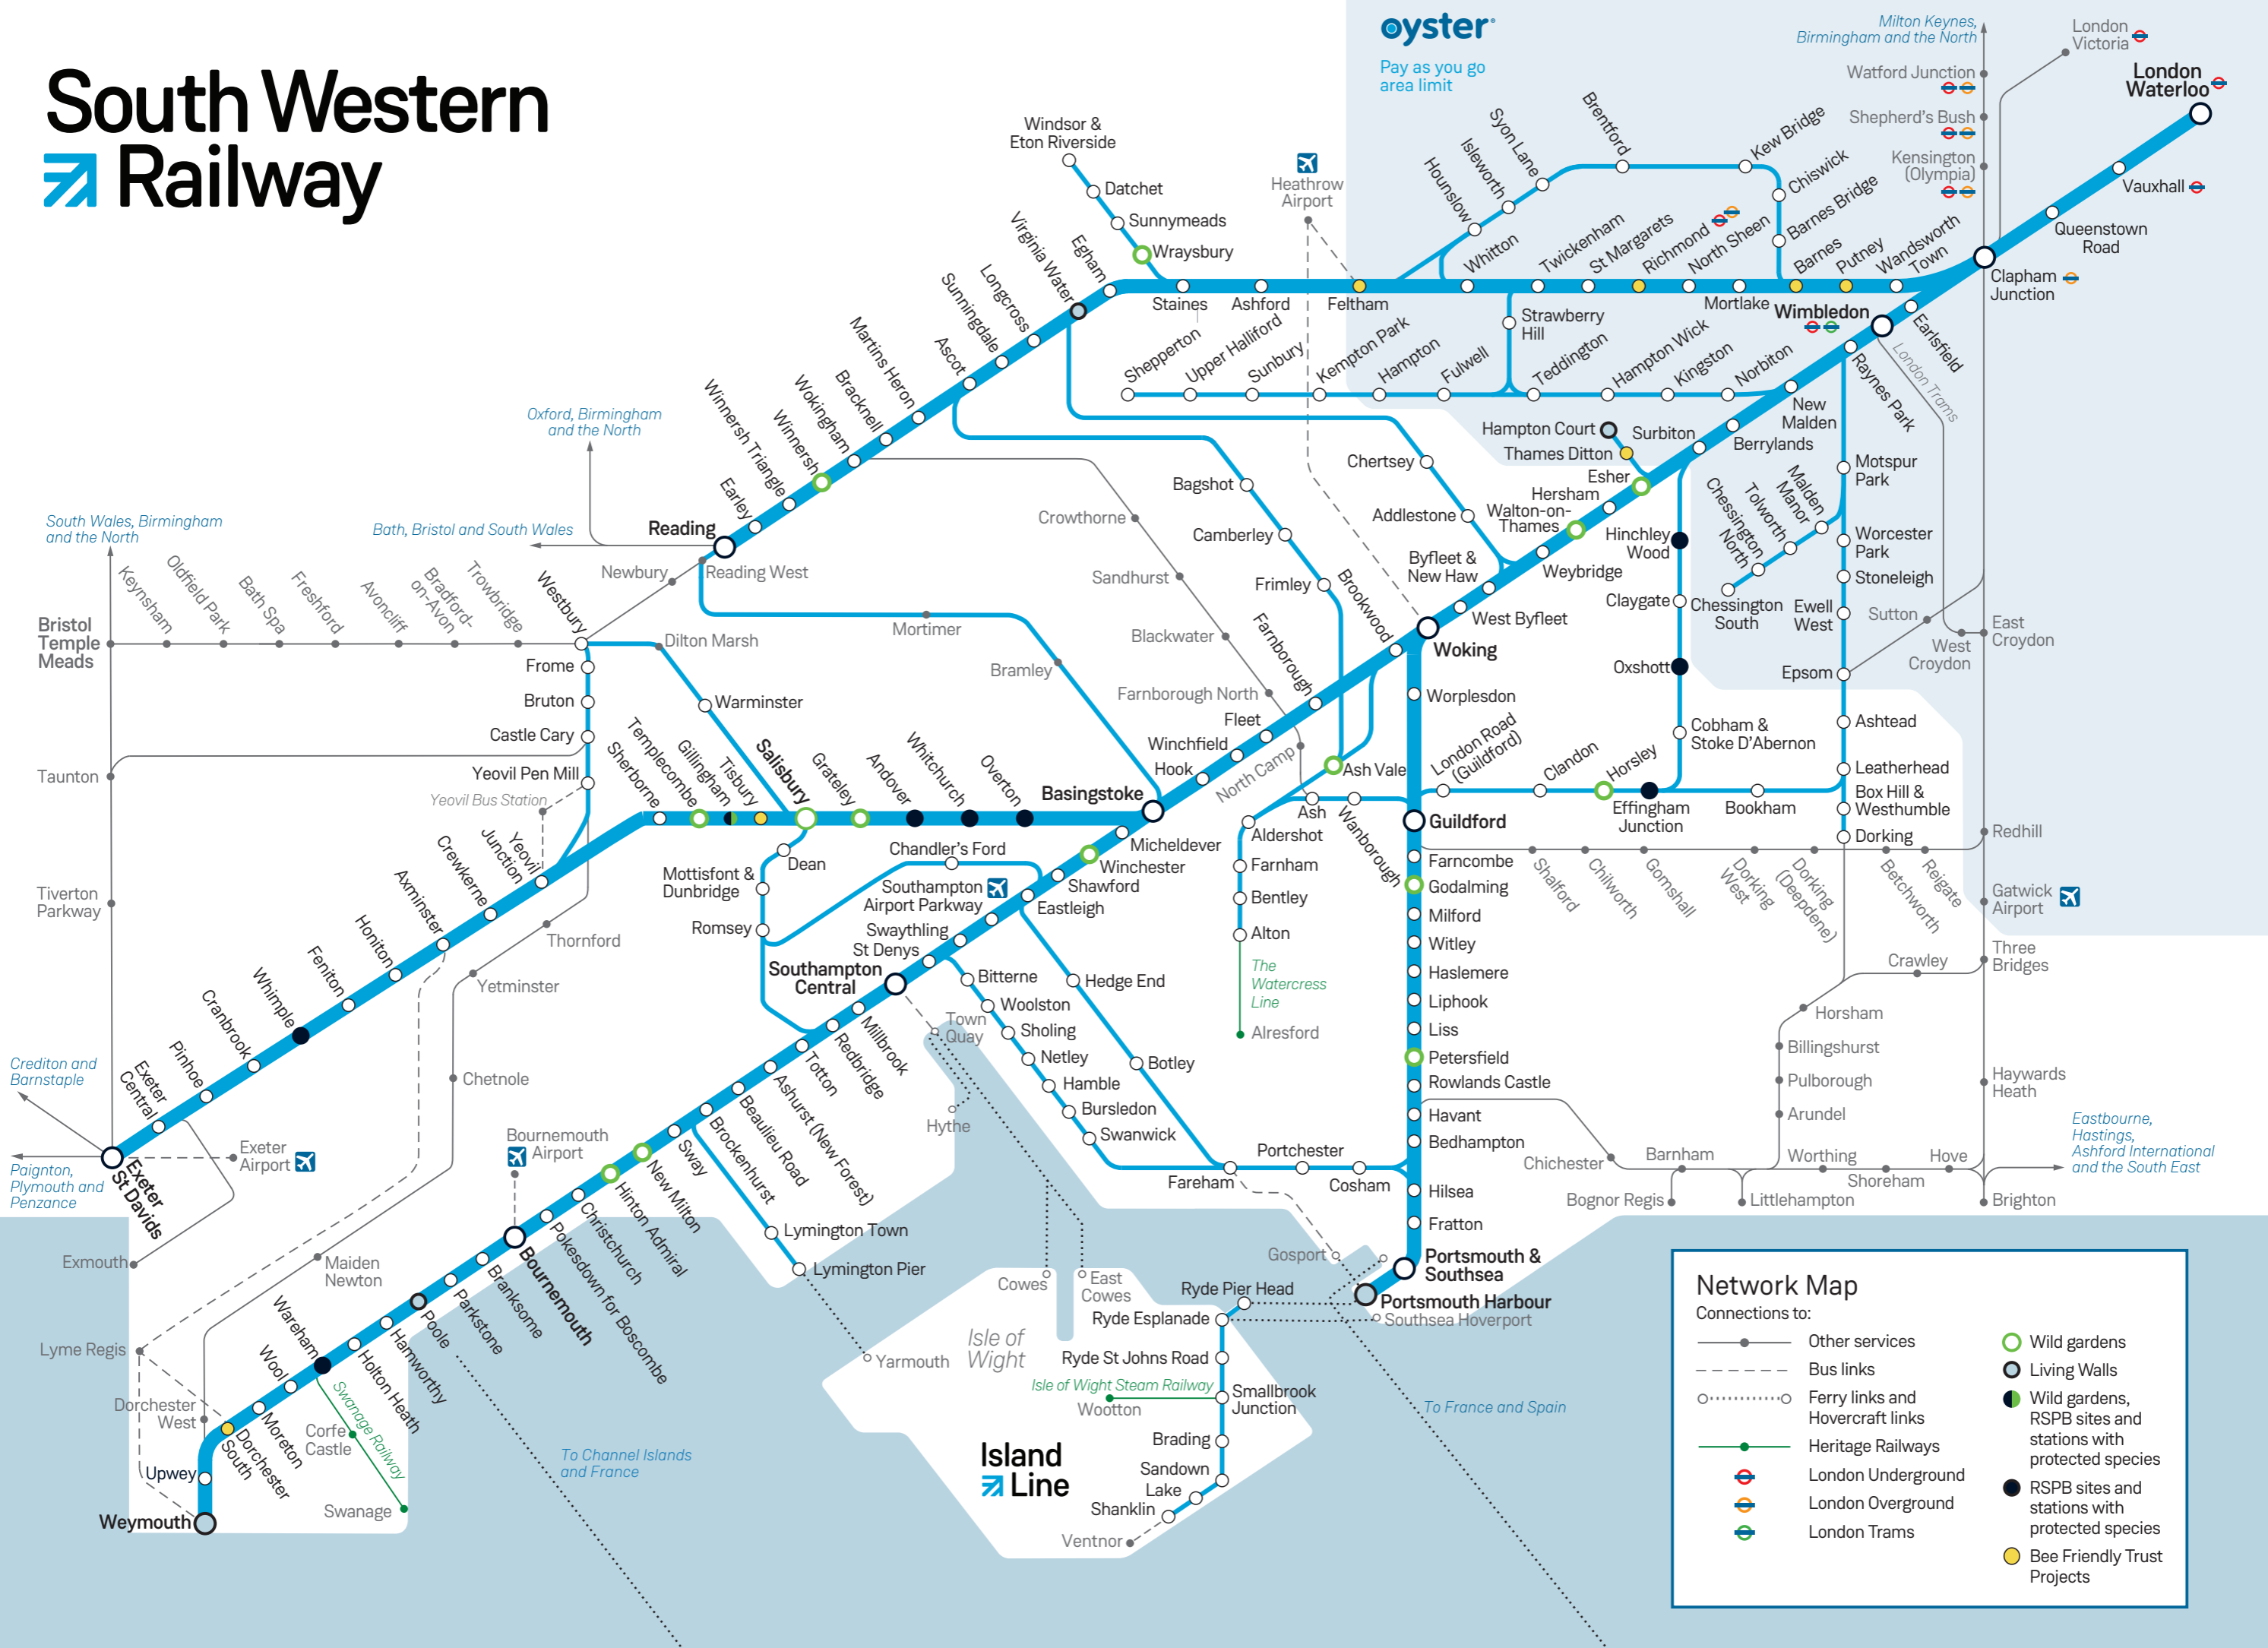 South Western
Railway
oyster
Pay as you go
area limit
Milton Keynes,
Birmingham and the North
London
Victoria
Watford Junction
London
Waterloo
Shepherd's Bush
Kensington
(Olympia)
Vauxhall
Queenstown
Road
Clapham
Junction
Windsor &
Eton Riverside
Datchet
Sunnymeads
Wraysbury
Heathrow
Airport
Hounslow
Isleworth
Syon Lane
Brentford
Kew Bridge
Chiswick
Barnes Bridge
Virginia Water
Egham
Staines
Ashford
Feltham
Whitton
Twickenham
St Margarets
Richmond
North Sheen
Mortlake
Barnes
Putney
Wandsworth
Town
Wimbledon
Earlsfield
London Trams
Raynes Park
Strawberry
Hill
Shepperton
Upper Halliford
Sunbury
Kempton Park
Hampton
Fulwell
Teddington
Hampton Wick
Kingston
Norbiton
New
Malden
Berrylands
Surbiton
Hampton Court
Thames Ditton
Esher
Hersham
Walton-on-
Thames
Weybridge
Byfleet &
New Haw
West Byfleet
Woking
Longcross
Sunningdale
Ascot
Martins Heron
Bracknell
Wokingham
Winnersh
Winnersh Triangle
Earley
Reading
Oxford, Birmingham
and the North
Bath, Bristol and South Wales
South Wales, Birmingham
and the North
Chertsey
Addlestone
Bagshot
Camberley
Frimley
Brookwood
Farnborough
Crowthorne
Sandhurst
Blackwater
Farnborough North
North Camp
Motspur
Park
Malden
Manor
Tolworth
Chessington
North
Chessington
South
Worcester
Park
Stoneleigh
Ewell
West
Epsom
Sutton
West
Croydon
East
Croydon
Ashtead
Leatherhead
Box Hill &
Westhumble
Dorking
Hinchley
Wood
Claygate
Oxshott
Cobham &
Stoke D'Abernon
London Road
(Guildford)
Clandon
Horsley
Effingham
Junction
Bookham
Keynsham
Oldfield Park
Bath Spa
Freshford
Avoncliff
Bradford-
on-Avon
Trowbridge
Westbury
Newbury
Reading West
Mortimer
Bramley
Bristol
Temple
Meads
Dilton Marsh
Frome
Bruton
Castle Cary
Yeovil Pen Mill
Yeovil Bus Station
Warminster
Taunton
Tiverton
Parkway
Sherborne
Templecombe
Gillingham
Tisbury
Salisbury
Grateley
Andover
Whitchurch
Overton
Basingstoke
Hook
Winchfield
Fleet
Worplesdon
Ash Vale
Ash
Wanborough
Guildford
Aldershot
Farnham
Bentley
Alton
The
Watercress
Line
Alresford
Farncombe
Godalming
Milford
Witley
Haslemere
Liphook
Liss
Petersfield
Rowlands Castle
Havant
Bedhampton
Hilsea
Fratton
Portsmouth &
Southsea
Portsmouth Harbour
Southsea Hoverport
Shalford
Chilworth
Gomshall
Dorking
West
Dorking
(Deepdene)
Betchworth
Reigate
Redhill
Gatwick
Airport
Three
Bridges
Crawley
Horsham
Billingshurst
Pulborough
Arundel
Haywards
Heath
Eastbourne,
Hastings,
Ashford International
and the South East
Chichester
Barnham
Bognor Regis
Littlehampton
Worthing
Shoreham
Hove
Brighton
Yeovil
Junction
Crewkerne
Axminster
Honiton
Feniton
Whimple
Cranbrook
Pinhoe
Exeter
Central
Exeter
St Davids
Exeter
Airport
Crediton and
Barnstaple
Paignton,
Plymouth and
Penzance
Exmouth
Thornford
Yetminster
Chetnole
Maiden
Newton
Lyme Regis
Dorchester
West
Micheldever
Winchester
Shawford
Eastleigh
Chandler's Ford
Southampton
Airport Parkway
Swaythling
St Denys
Southampton
Central
Dean
Mottisfont &
Dunbridge
Romsey
Millbrook
Redbridge
Totton
Ashurst (New Forest)
Beaulieu Road
Brockenhurst
Sway
New Milton
Hinton Admiral
Christchurch
Pokesdown for Boscombe
Bournemouth
Bournemouth
Airport
Branksome
Parkstone
Poole
Hamworthy
Holton Heath
Wareham
Wool
Moreton
Dorchester
South
Upwey
Weymouth
Swanage Railway
Corfe
Castle
Swanage
Town
Quay
Hythe
Bitterne
Woolston
Sholing
Netley
Hamble
Bursledon
Swanwick
Hedge End
Botley
Fareham
Portchester
Cosham
Gosport
Lymington Town
Lymington Pier
Yarmouth
Cowes
East
Cowes
Isle of
Wight
Ryde Pier Head
Ryde Esplanade
Ryde St Johns Road
Isle of Wight Steam Railway
Wootton
Smallbrook
Junction
Brading
Sandown
Lake
Shanklin
Ventnor
Island
Line
To Channel Islands
and France
To France and Spain
Network Map
Connections to:
Other services
Bus links
Ferry links and
Hovercraft links
Heritage Railways
London Underground
London Overground
London Trams
Wild gardens
Living Walls
Wild gardens,
RSPB sites and
stations with
protected species
RSPB sites and
stations with
protected species
Bee Friendly Trust
Projects